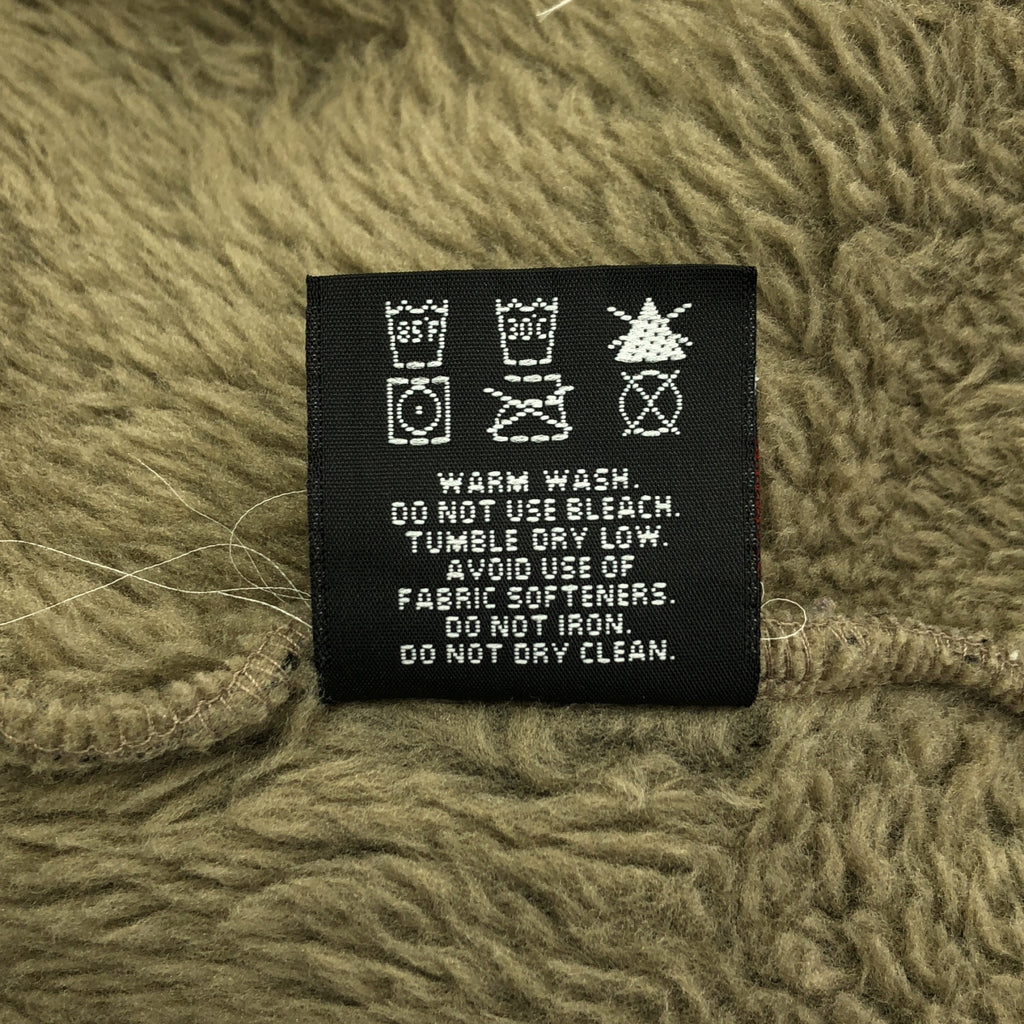 85F 30C
WARM WASH.
DO NOT USE BLEACH.
TUMBLE DRY LOW.
AVOID USE OF
FABRIC SOFTENERS.
DO NOT IRON.
DO NOT DRY CLEAN.